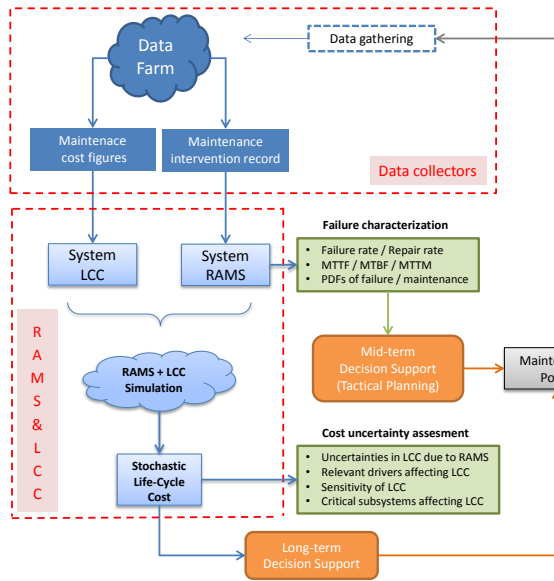 Data
Farm
Data gathering
Maintenace
cost figures
Maintenance
intervention record
Data collectors
System
LCC
System
RAMS
Failure characterization
• Failure rate / Repair rate
• MTTF / MTBF / MTTM
• PDFs of failure / maintenance
R
A
M
S
&
L
C
C
RAMS + LCC
Simulation
Mid-term
Decision Support
(Tactical Planning)
Mainten
Po
Cost uncertainty assesment
• Uncertainties in LCC due to RAMS
• Relevant drivers affecting LCC
• Sensitivity of LCC
• Critical subsystems affecting LCC
Stochastic
Life-Cycle
Cost
Long-term
Decision Support